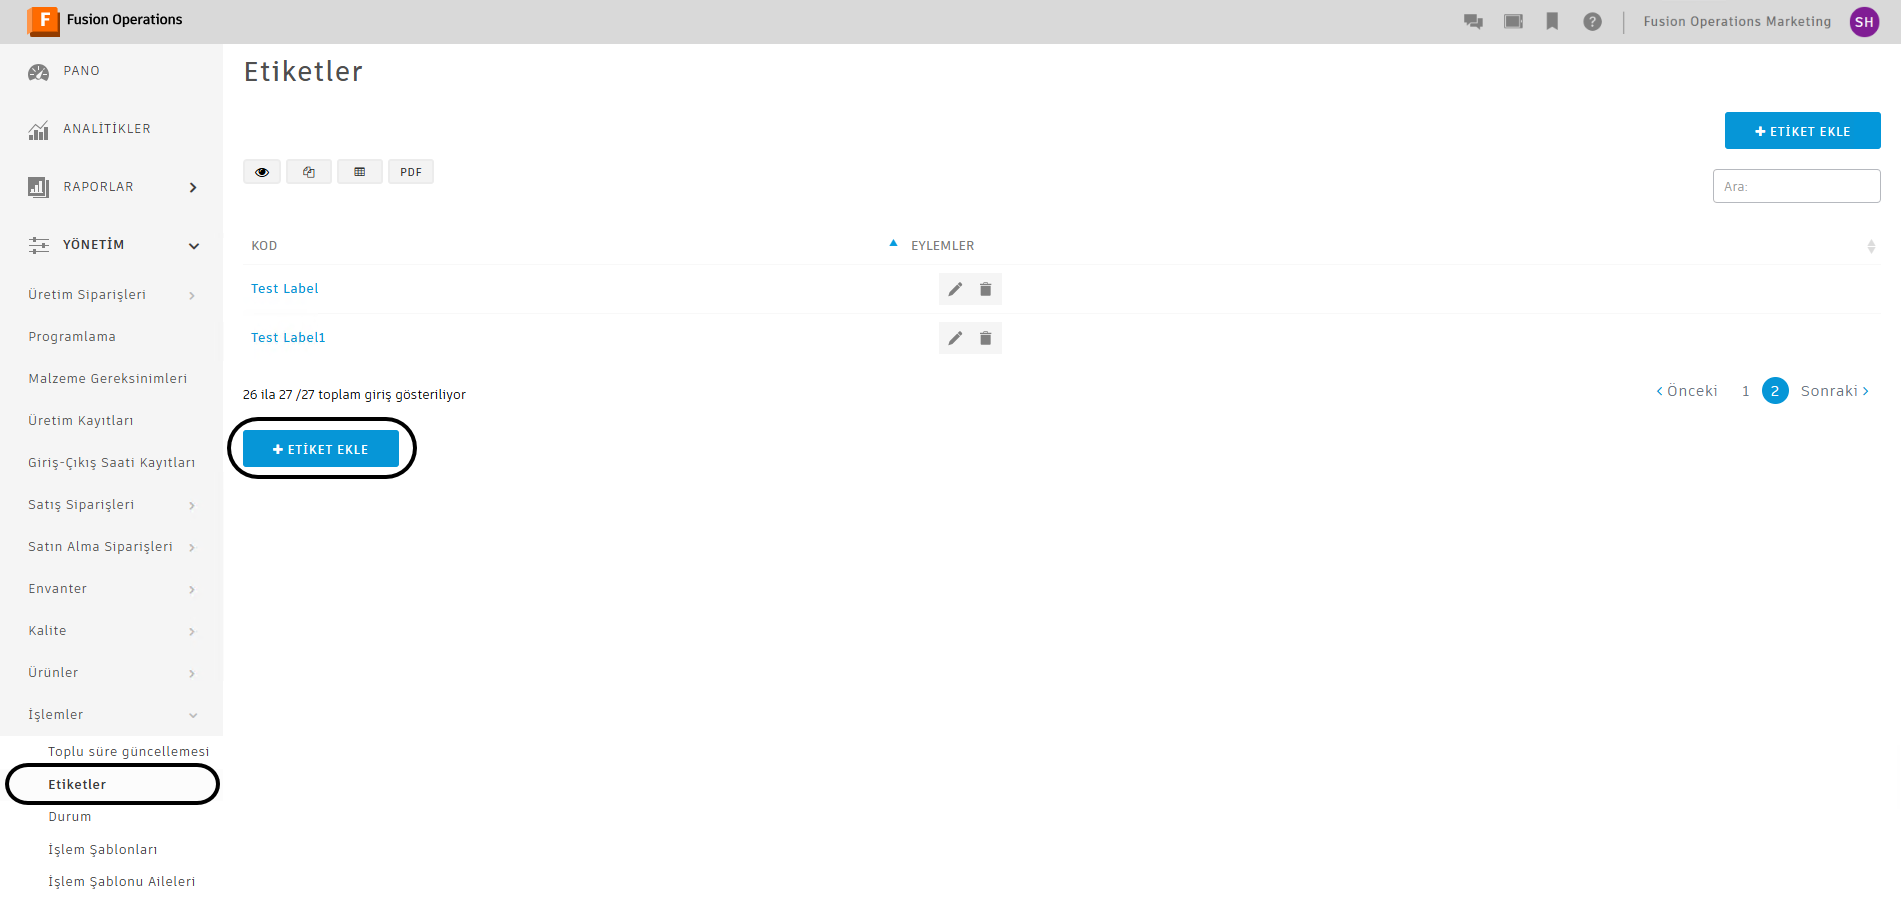 F Fusion Operations
? Fusion Operations Marketing SH
PANO
ANALİTİKLER
RAPORLAR
YÖNETİM
Üretim Siparişleri
Programlama
Malzeme Gereksinimleri
Üretim Kayıtları
Giriş-Çıkış Saati Kayıtları
Satış Siparişleri
Satın Alma Siparişleri
Envanter
Kalite
Ürünler
İşlemler
Toplu süre güncellemesi
Etiketler
Durum
İşlem Şablonları
İşlem Şablonu Aileleri
Etiketler
+ ETİKET EKLE
PDF
Ara:
KOD EYLEMLER
Test Label
Test Label1
26 ila 27 /27 toplam giriş gösteriliyor
‹ Önceki 1 2 Sonraki ›
+ ETİKET EKLE